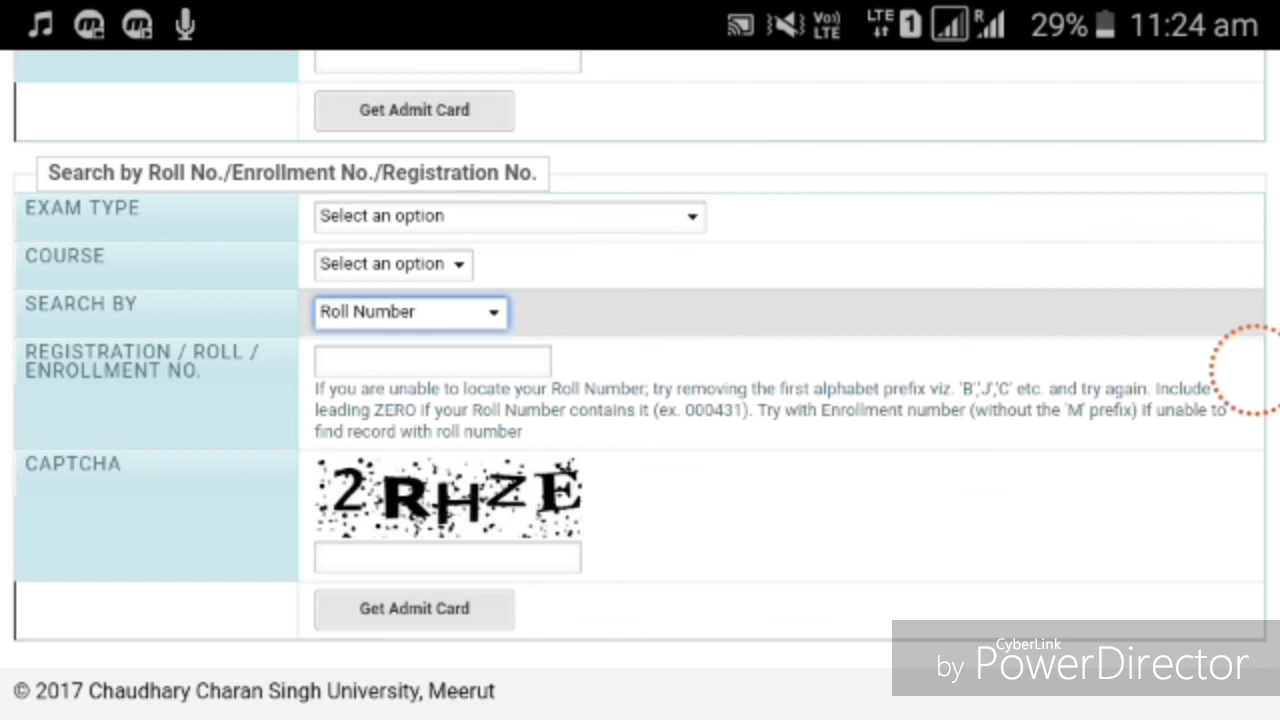 Vo))
LTE
LTE
1
R
29%
11:24 am
Get Admit Card
Search by Roll No./Enrollment No./Registration No.
EXAM TYPE
Select an option
COURSE
Select an option
SEARCH BY
Roll Number
REGISTRATION / ROLL /
ENROLLMENT NO.
If you are unable to locate your Roll Number; try removing the first alphabet prefix viz. 'B','J','C' etc. and try again. Include
leading ZERO if your Roll Number contains it (ex. 000431). Try with Enrollment number (without the 'M' prefix) if unable to
find record with roll number
CAPTCHA
2RHZE
Get Admit Card
CyberLink
by PowerDirector
© 2017 Chaudhary Charan Singh University, Meerut